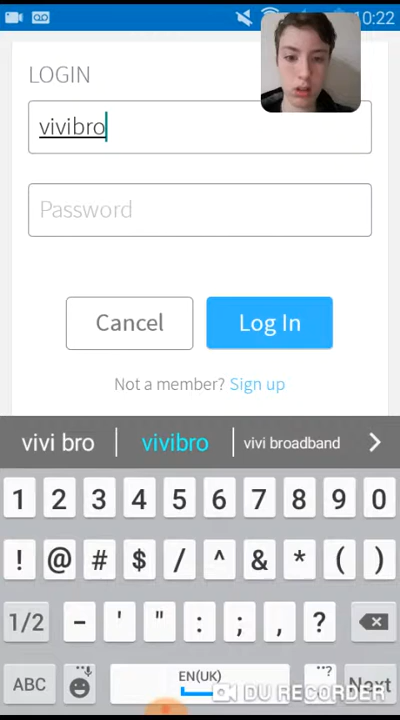 10:22
LOGIN
vivibro
Password
Cancel Log In
Not a member? Sign up
vivi bro vivibro vivi broadband
1 2 3 4 5 6 7 8 9 0
! @ # $ / ^ & * ( )
1/2 - ' " : ; , ?
ABC EN(UK) ...? Next
DU RECORDER